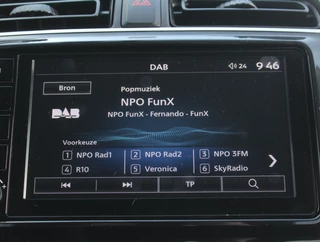 DAB
24
9 46
Bron
Popmuziek
NPO FunX
DAB
NPO FunX - Fernando - FunX
Voorkeuze
1 NPO Rad1
2 NPO Rad2
3 NPO 3FM
4 R10
5 Veronica
6 SkyRadio
TP